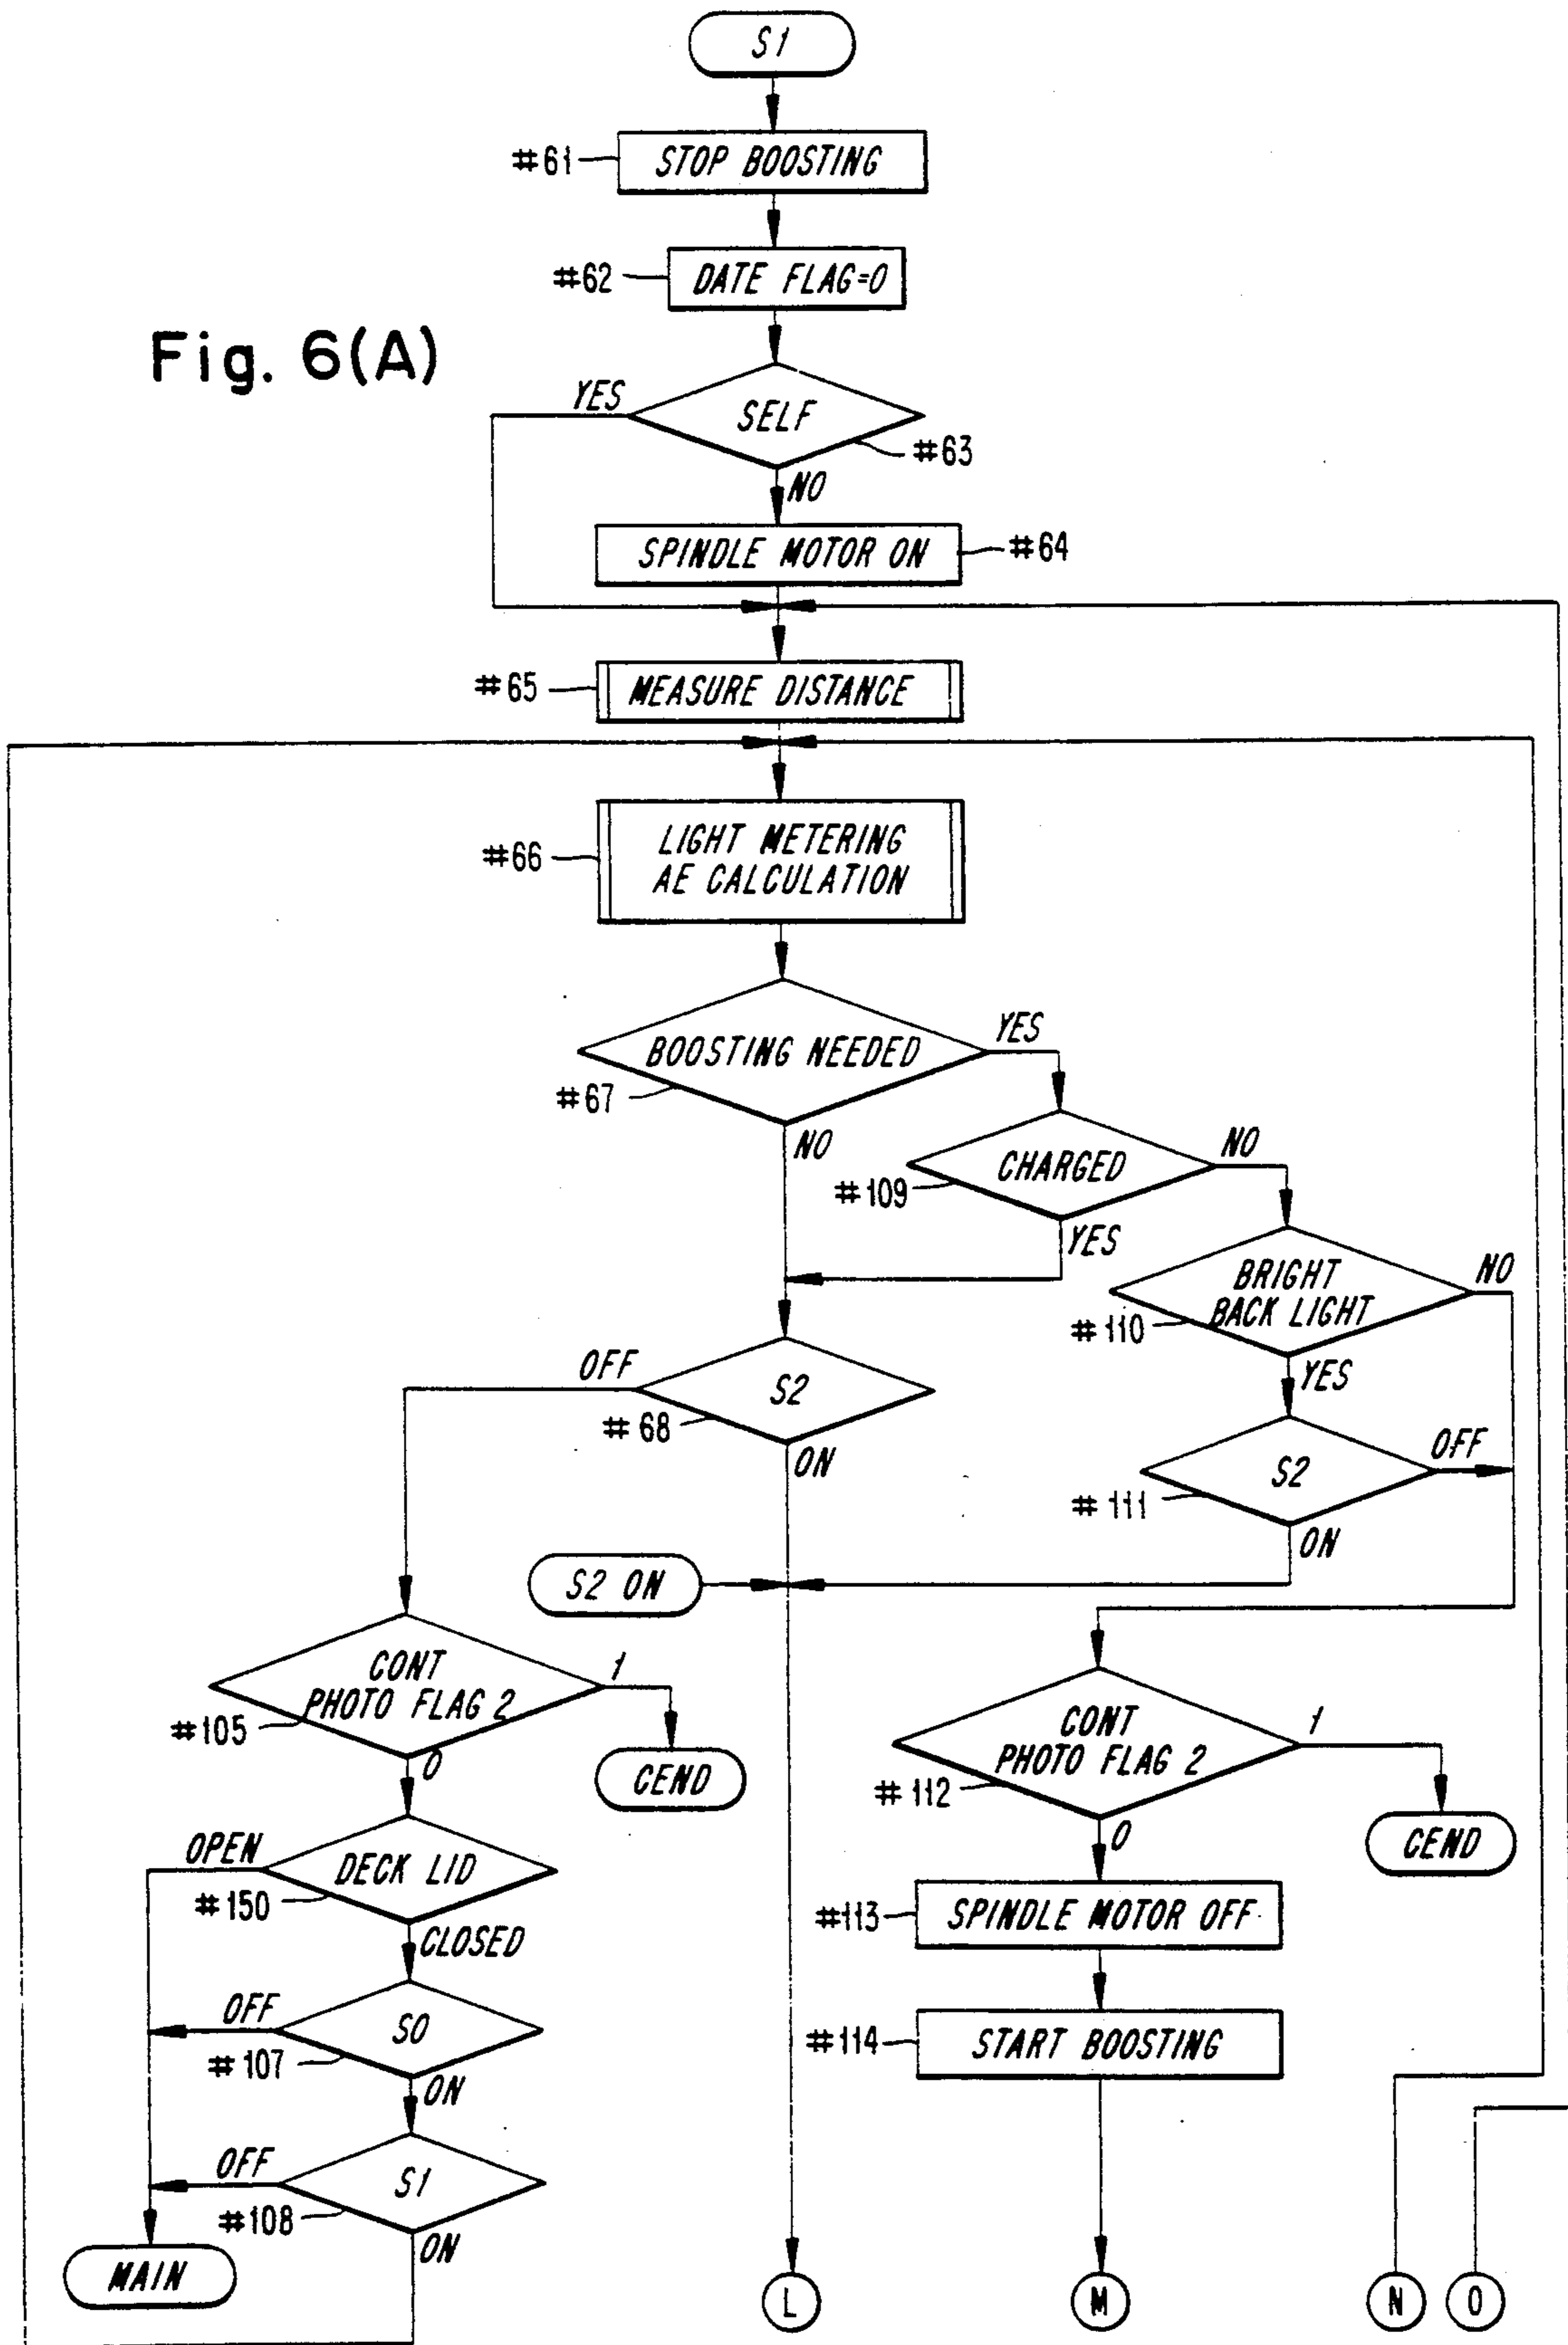 S1
#61 STOP BOOSTING
#62 DATE FLAG=0
Fig. 6(A)
YES
SELF
#63
NO
SPINDLE MOTOR ON #64
#65 MEASURE DISTANCE
#66 LIGHT METERING
AE CALCULATION
BOOSTING NEEDED
YES
#67
NO
CHARGED
NO
#109
YES
BRIGHT
BACK LIGHT
NO
#110
YES
OFF
S2
#68
ON
S2
OFF
#111
ON
S2 ON
CONT
PHOTO FLAG 2
1
#105
0
CEND
CONT
PHOTO FLAG 2
1
#112
0
CEND
OPEN
DECK LID
#150
CLOSED
#113 SPINDLE MOTOR OFF
OFF
S0
#107
ON
#114 START BOOSTING
OFF
S1
#108
ON
MAIN
L
M
N
O